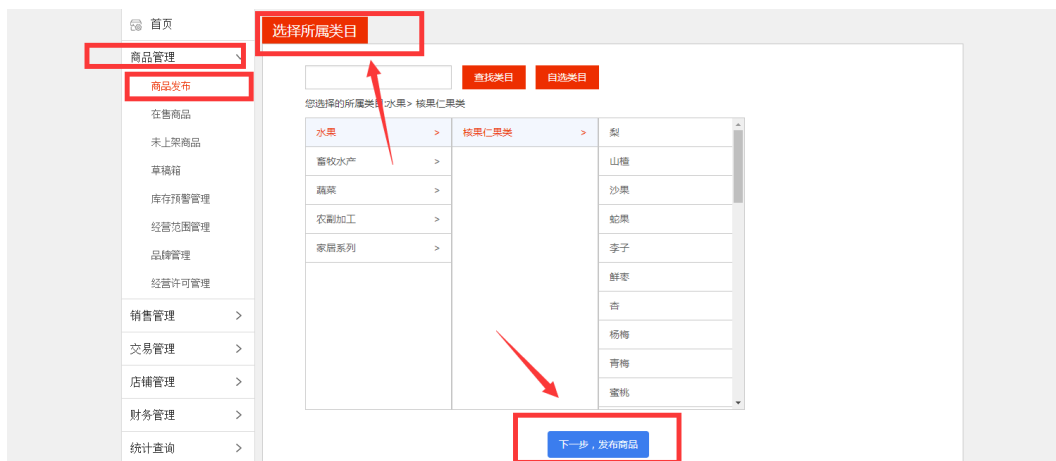 首页
商品管理
商品发布
在售商品
未上架商品
草稿箱
库存预警管理
经营范围管理
品牌管理
经营许可管理
销售管理 >
交易管理 >
店铺管理 >
财务管理 >
统计查询 >
选择所属类目
查找类目 自选类目
您选择的所属类目:水果> 核果仁果类
水果 > 核果仁果类 > 梨
畜牧水产 > 山楂
蔬菜 > 沙果
农副加工 > 蛇果
家居系列 > 李子
鲜枣
杏
杨梅
青梅
蜜桃
下一步，发布商品